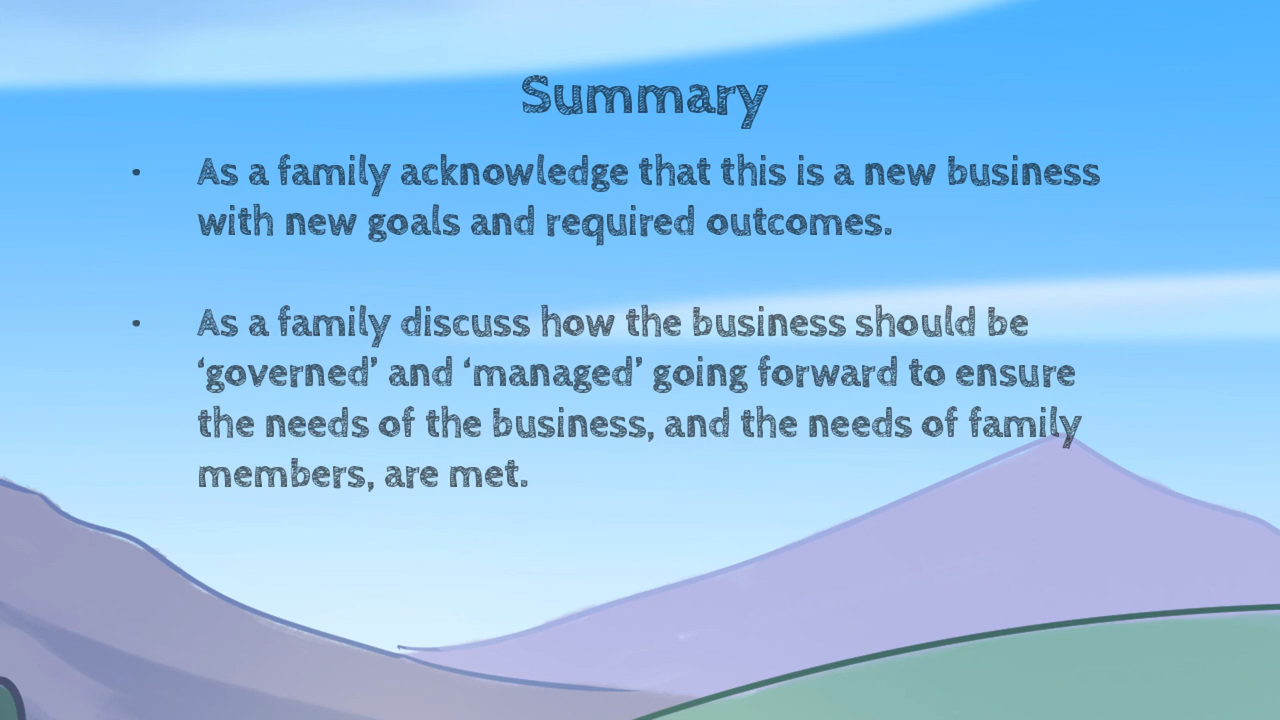 Summary
• As a family acknowledge that this is a new business
with new goals and required outcomes.
• As a family discuss how the business should be
‘governed’ and ‘managed’ going forward to ensure
the needs of the business, and the needs of family
members, are met.